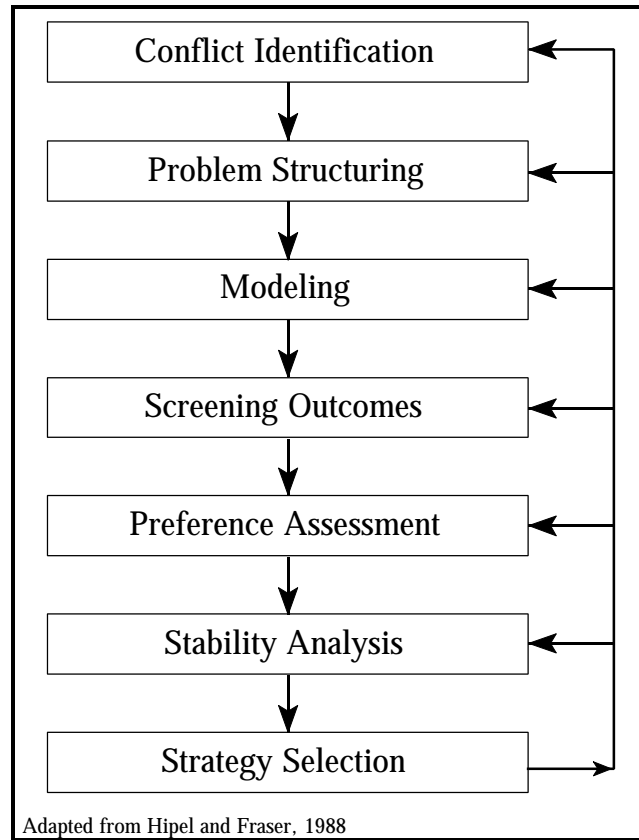 Conflict Identification
Problem Structuring
Modeling
Screening Outcomes
Preference Assessment
Stability Analysis
Strategy Selection
Adapted from Hipel and Fraser, 1988